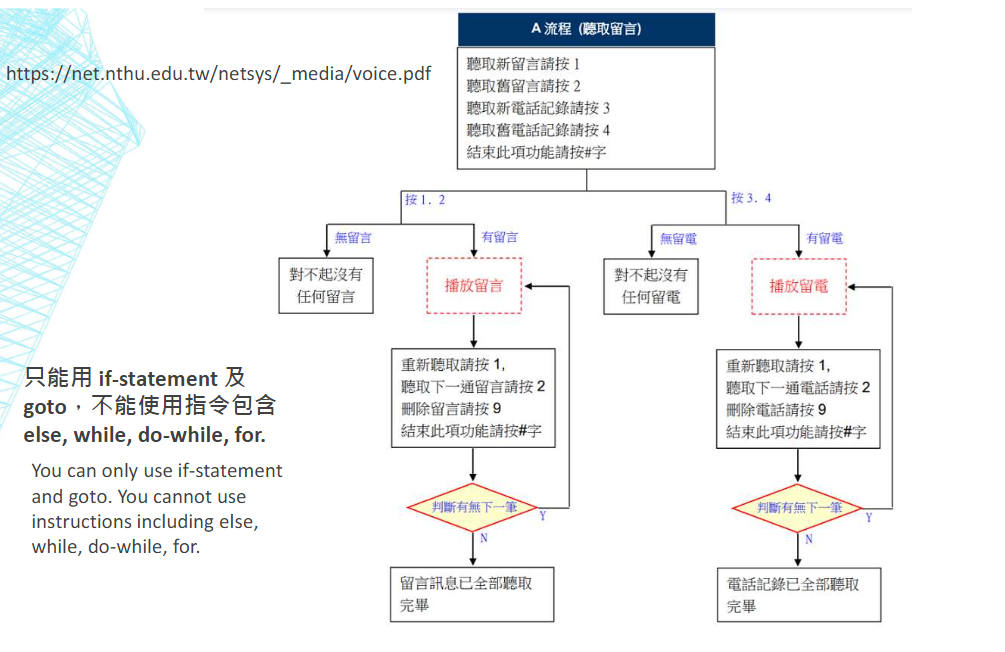 A 流程 (聽取留言)
https://net.nthu.edu.tw/netsys/_media/voice.pdf
聽取新留言請按 1
聽取舊留言請按 2
聽取新電話記錄請按 3
聽取舊電話記錄請按 4
結束此項功能請按#字
按 1．2
按 3．4
無留言
有留言
無留電
有留電
對不起沒有
任何留言
播放留言
對不起沒有
任何留電
播放留電
重新聽取請按 1,
聽取下一通留言請按 2
刪除留言請按 9
結束此項功能請按#字
重新聽取請按 1,
聽取下一通電話請按 2
刪除電話請按 9
結束此項功能請按#字
只能用 if-statement 及
goto，不能使用指令包含
else, while, do-while, for.
You can only use if-statement
and goto. You cannot use
instructions including else,
while, do-while, for.
判斷有無下一筆
Y
N
判斷有無下一筆
Y
N
留言訊息已全部聽取
完畢
電話記錄已全部聽取
完畢